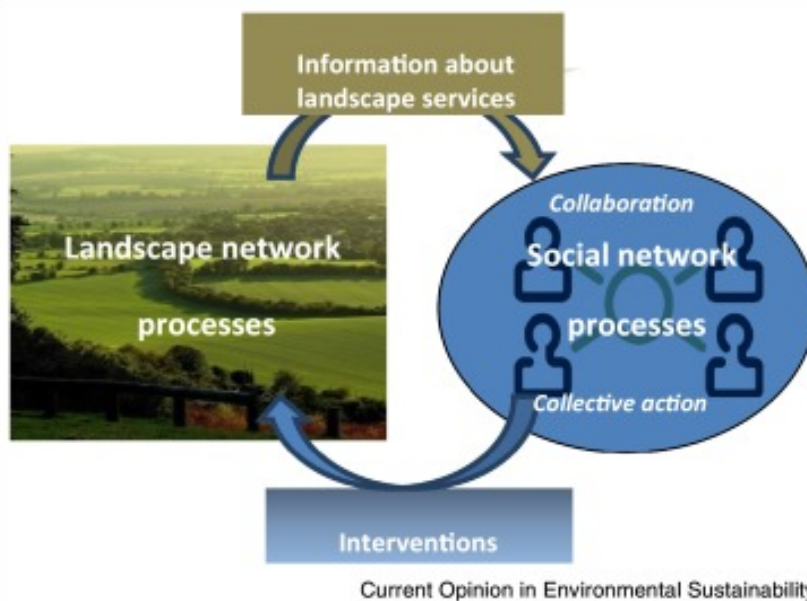 Information about
landscape services
Landscape network
processes
Collaboration
Social network
processes
Collective action
Interventions
Current Opinion in Environmental Sustainability